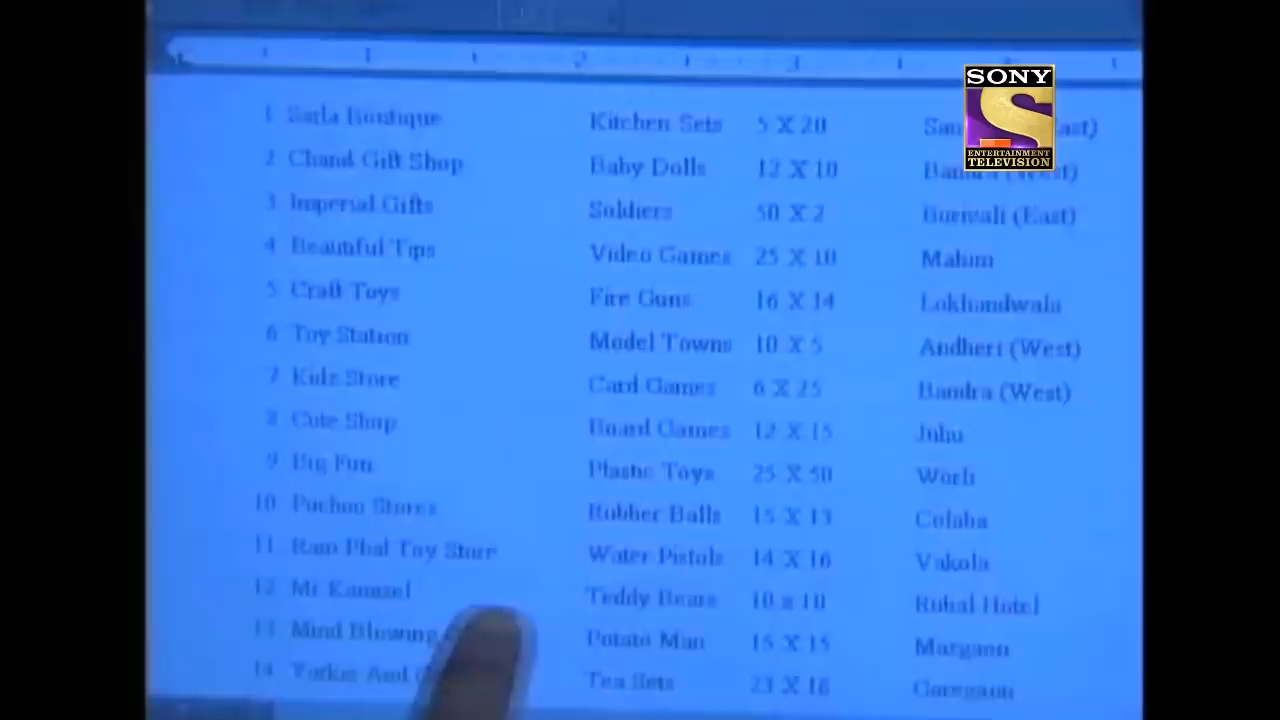 SONY
ENTERTAINMENT
TELEVISION
1 Sarla Boutique Kitchen Sets 5 X 20
2 Chand Gift Shop Baby Dolls 12 X 10 Bandra (West)
3 Imperial Gifts Soldiers 50 X 2 Borivali (East)
4 Beautiful Tips Video Games 25 X 10 Mahim
5 Craft Toys Fire Guns 16 X 14 Lokhandwala
6 Toy Station Model Towns 10 X 5 Andheri (West)
7 Kidz Store Card Games 6 X 25 Bandra (West)
8 Cute Shop Board Games 12 X 15 Juhu
9 Big Fun Plastic Toys 25 X 50 Worli
10 Stores Rubber Balls 15 X 13 Colaba
11 Ram Phal Toy Store Water Pistols 14 X 16 Vakola
12 Mr Teddy Bears 10 x 10 Hotel
13 Mind Blowing Potato Man 15 X 15 Margaon
14 Tea Sets Goregaon